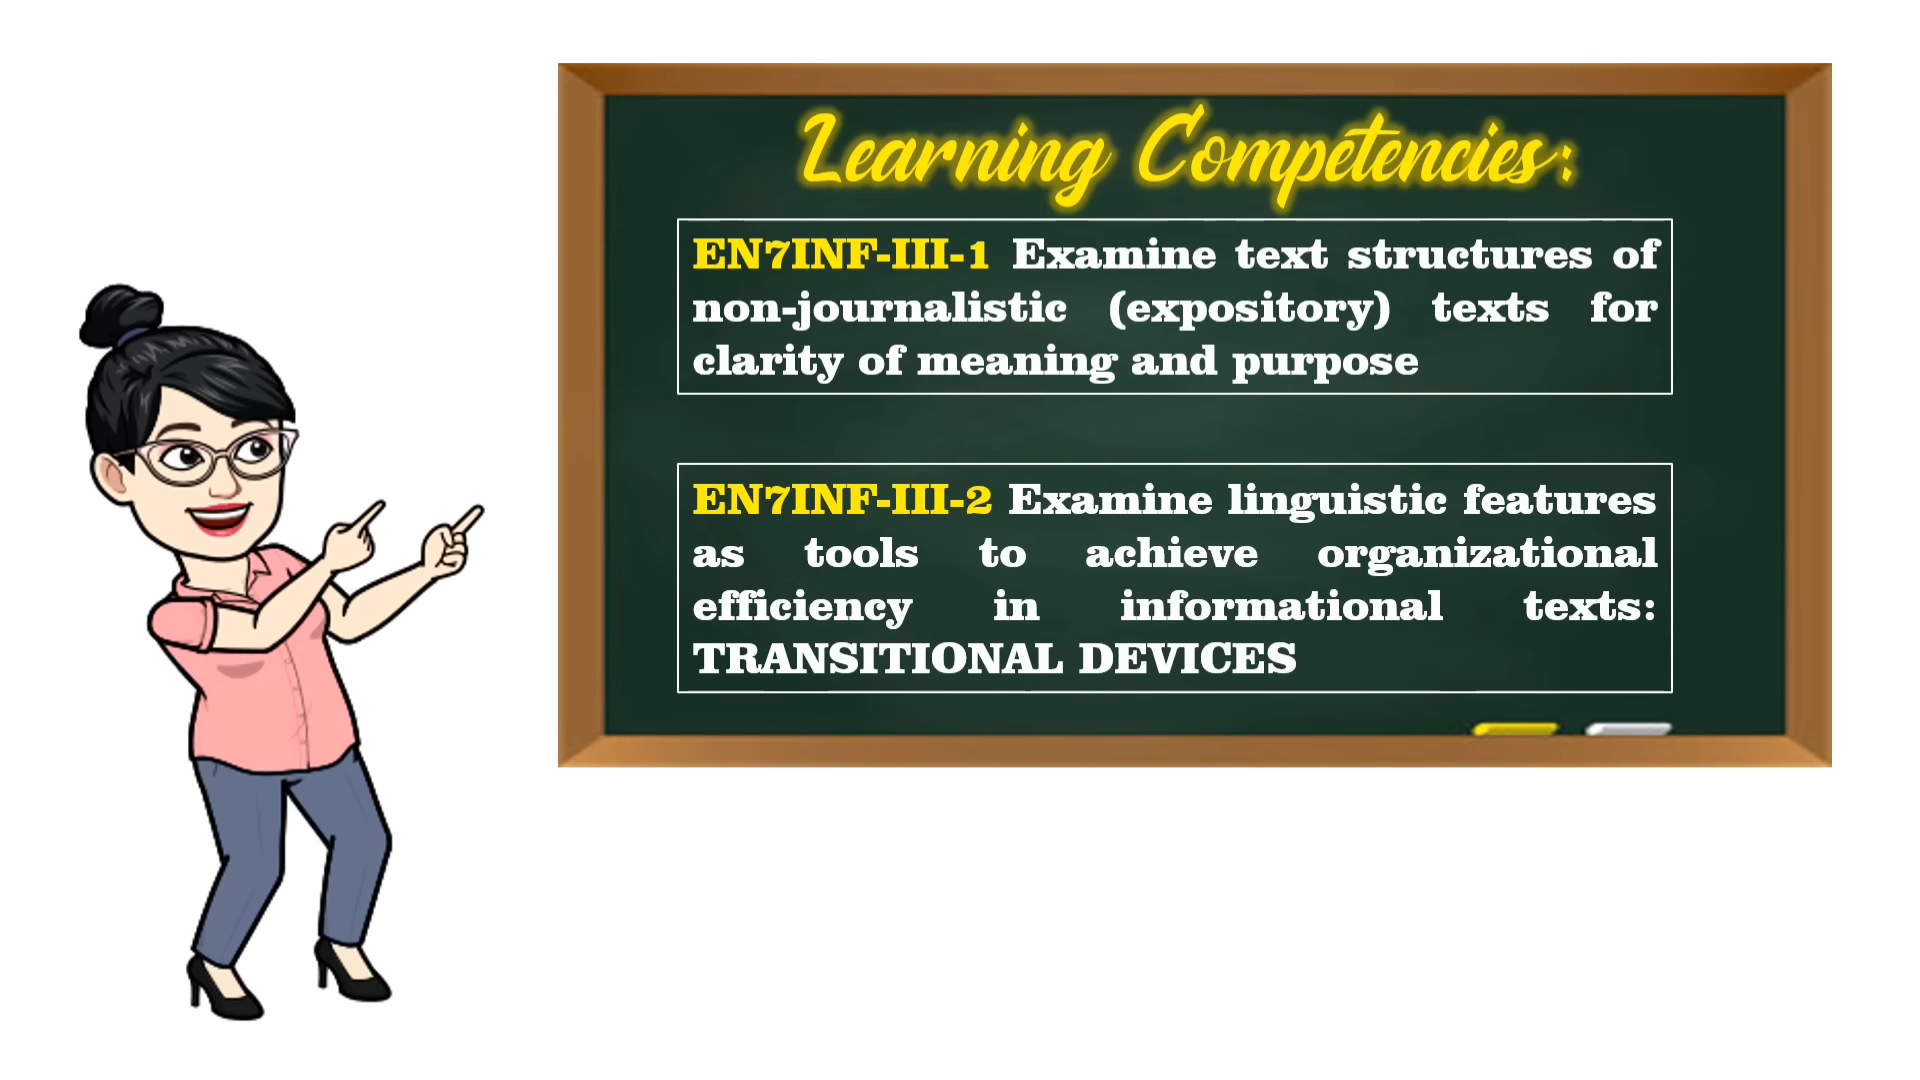 Learning Competencies:
EN7INF-III-1 Examine text structures of
non-journalistic (expository) texts for
clarity of meaning and purpose
EN7INF-III-2 Examine linguistic features
as tools to achieve organizational
efficiency in informational texts:
TRANSITIONAL DEVICES